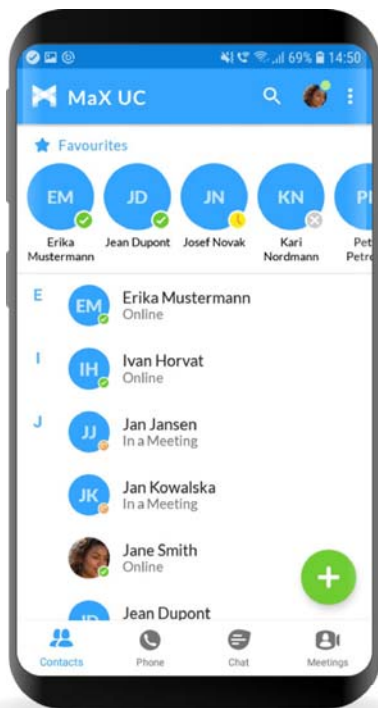 69% 14:50
MaX UC
Favourites
EM JD JN KN
Erika Mustermann Jean Dupont Josef Novak Kari Nordmann Pet Petro
E EM Erika Mustermann
Online
I IH Ivan Horvat
Online
J JJ Jan Jansen
In a Meeting
JK Jan Kowalska
In a Meeting
Jane Smith
Online
Jean Dupont
Contacts Phone Chat Meetings